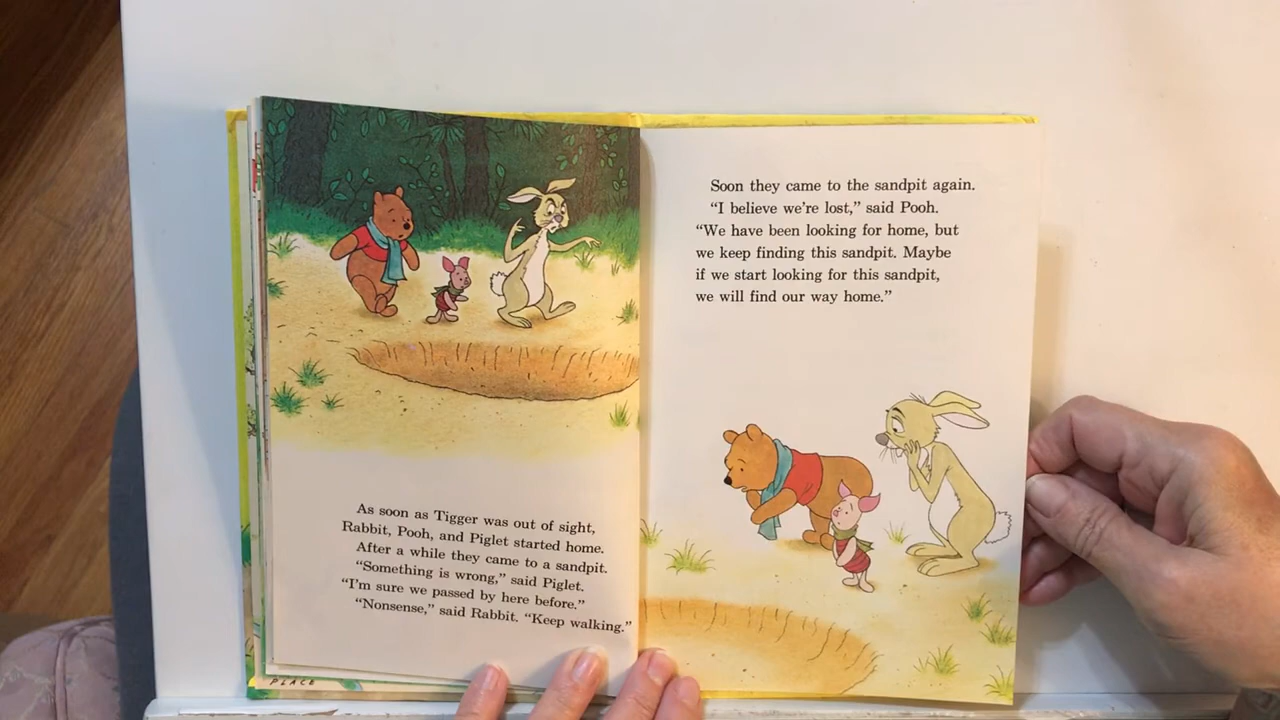 As soon as Tigger was out of sight,
Rabbit, Pooh, and Piglet started home.
After a while they came to a sandpit.
“Something is wrong,” said Piglet.
“I'm sure we passed by here before.”
“Nonsense,” said Rabbit. “Keep walking.”
PLACE
Soon they came to the sandpit again.
“I believe we're lost,” said Pooh.
“We have been looking for home, but
we keep finding this sandpit. Maybe
if we start looking for this sandpit,
we will find our way home.”